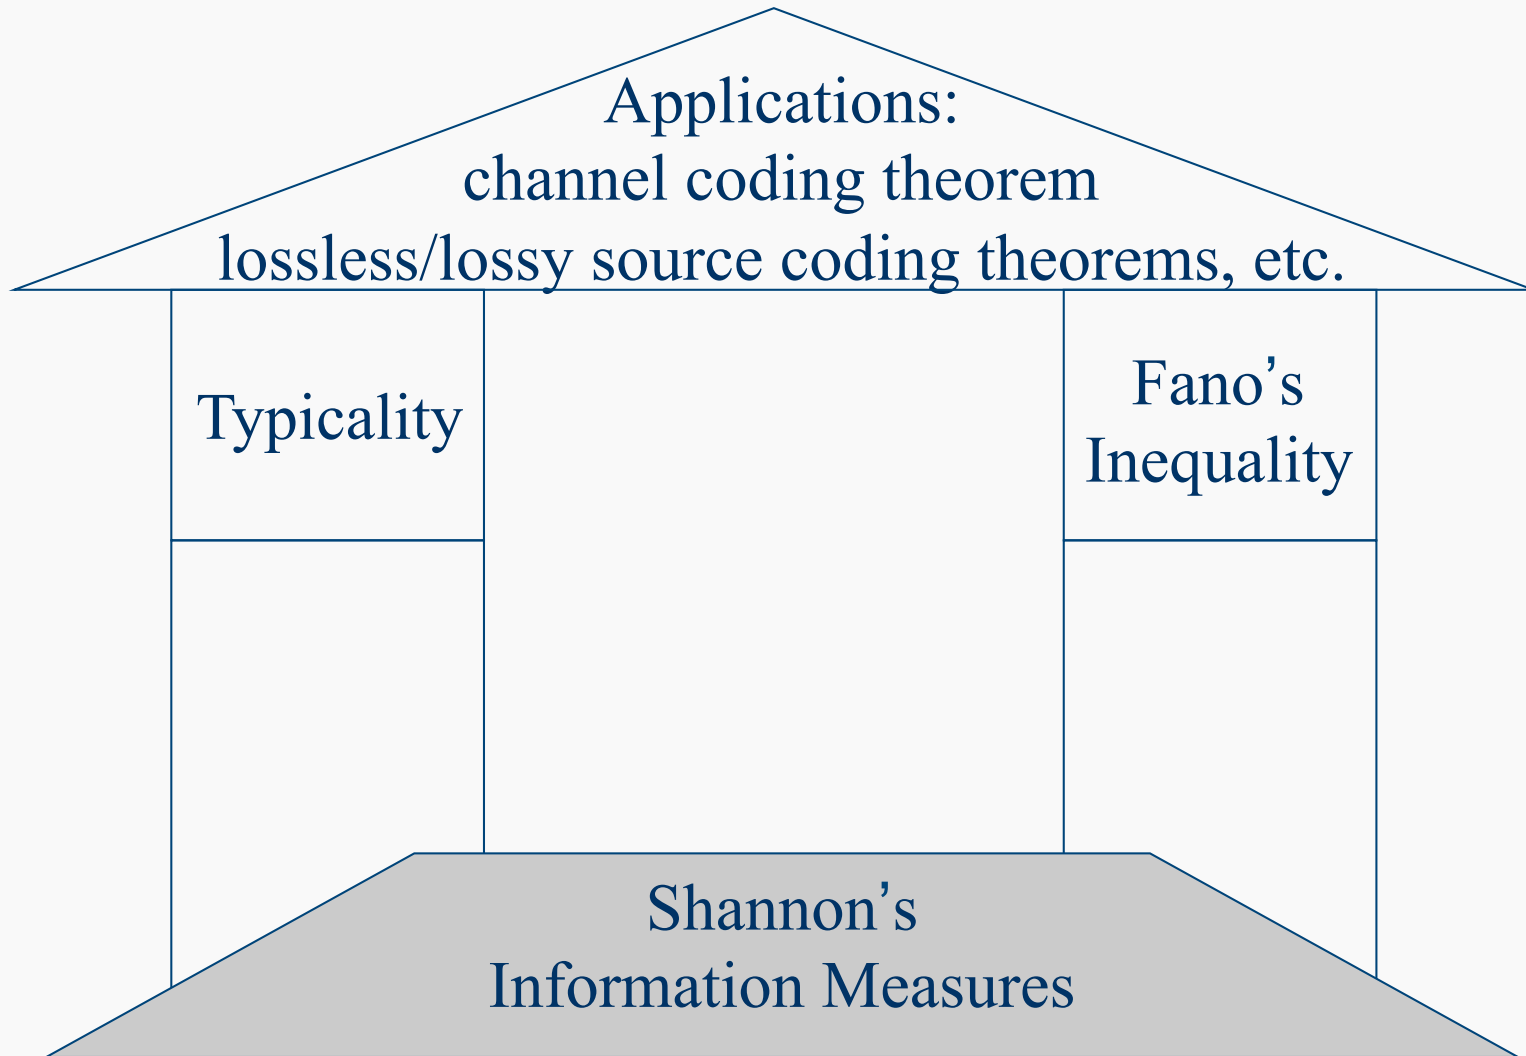 Applications:
channel coding theorem
lossless/lossy source coding theorems, etc.
Typicality
Fano’s
Inequality
Shannon’s
Information Measures